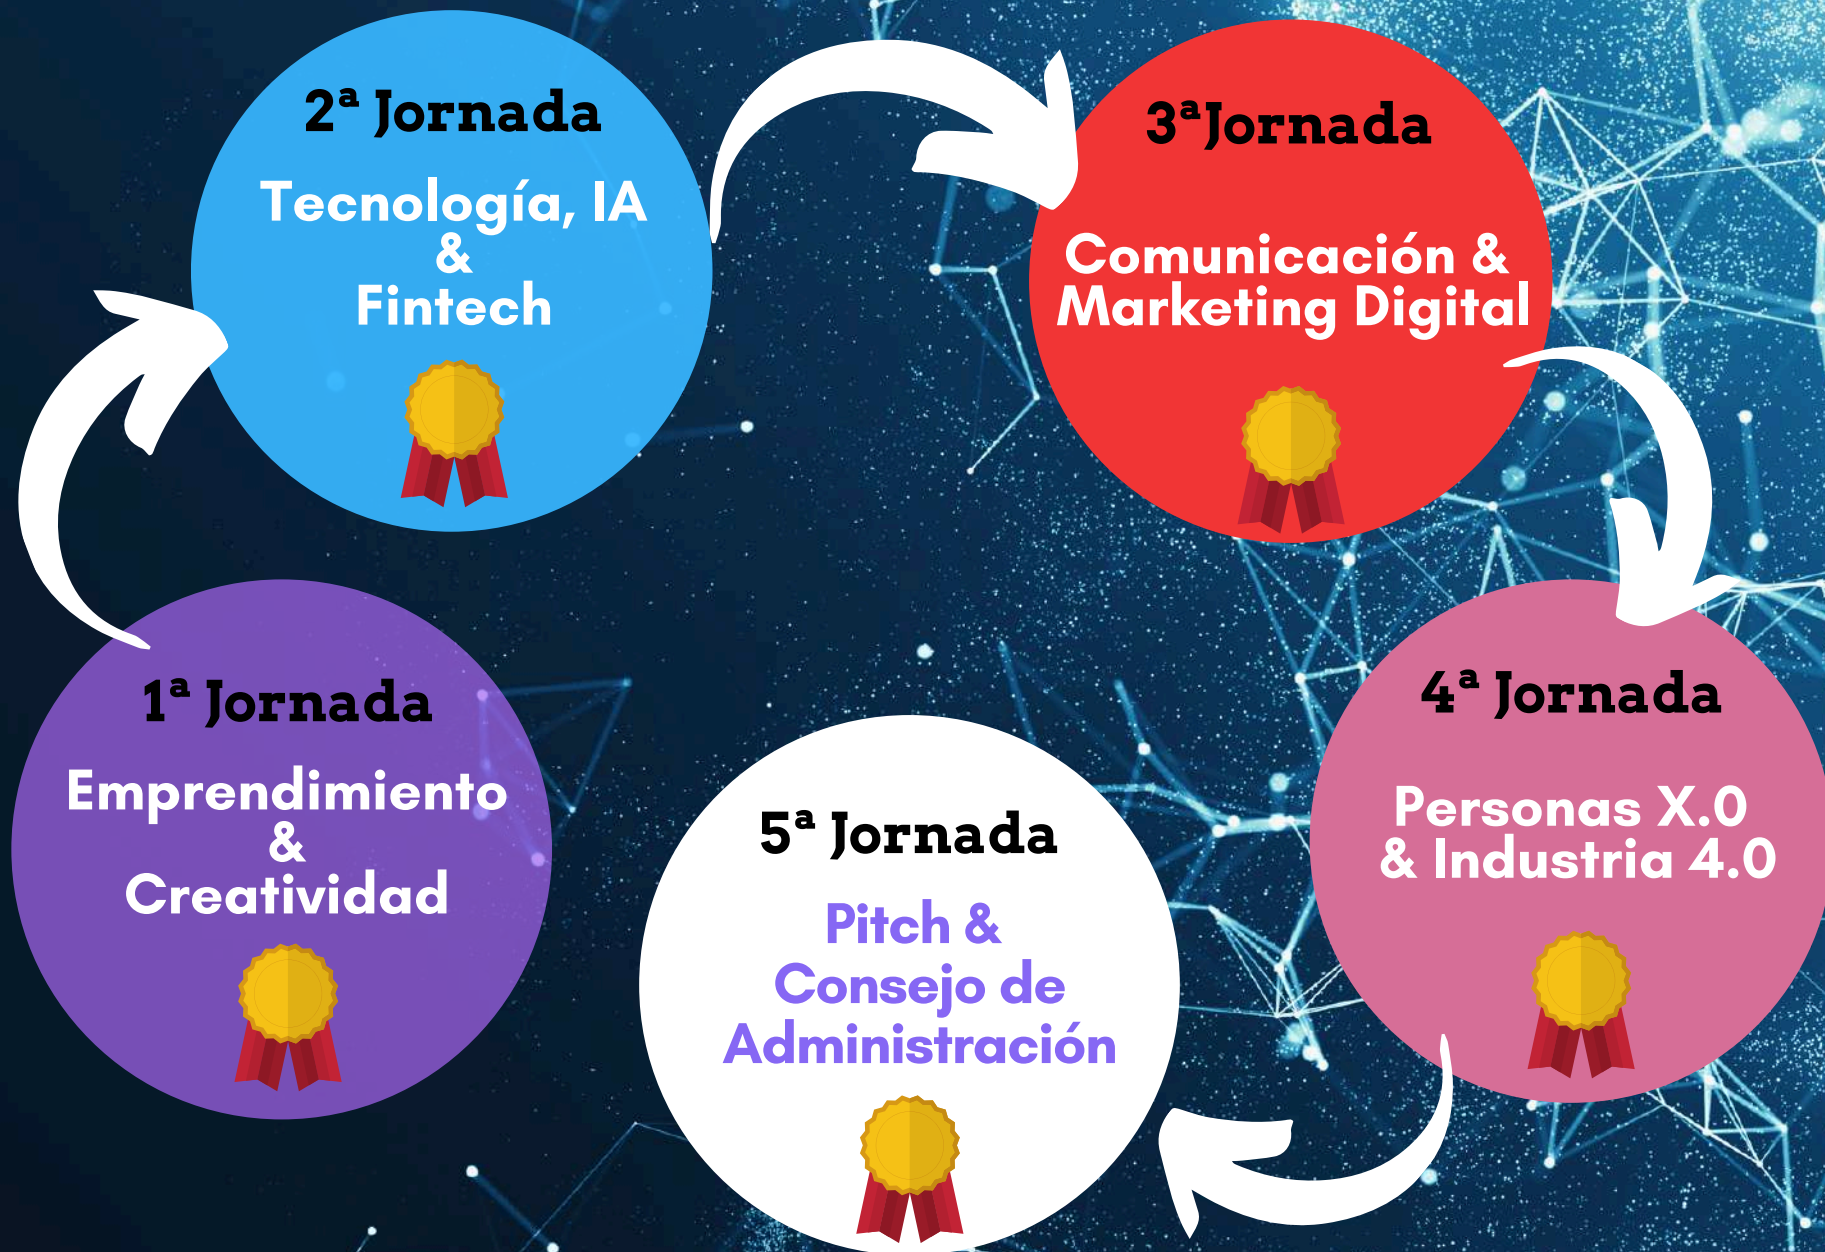 1ª Jornada
Emprendimiento
&
Creatividad
2ª Jornada
Tecnología, IA
&
Fintech
3ªJornada
Comunicación &
Marketing Digital
4ª Jornada
Personas X.0
& Industria 4.0
5ª Jornada
Pitch &
Consejo de
Administración